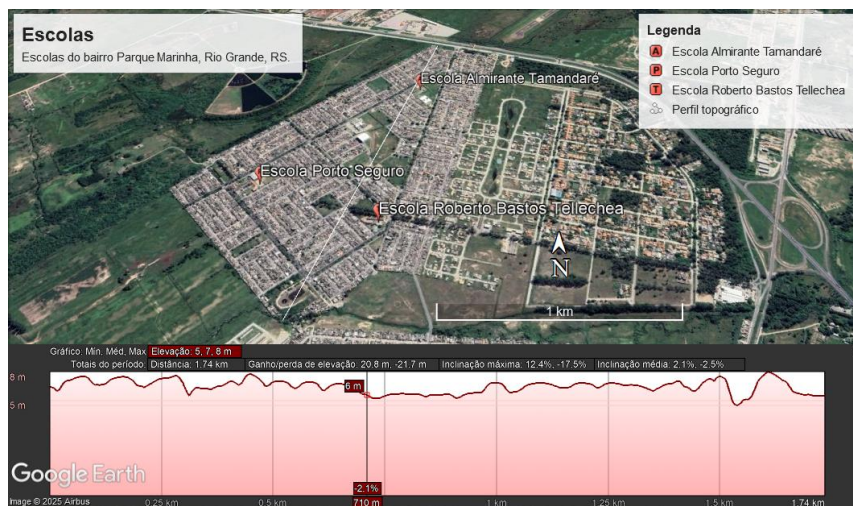 Escolas
Escolas do bairro Parque Marinha, Rio Grande, RS.
Legenda
A Escola Almirante Tamandaré
P Escola Porto Seguro
T Escola Roberto Bastos Tellechea
Perfil topográfico
Escola Almirante Tamandaré
Escola Porto Seguro
Escola Roberto Bastos Tellechea
N
1 km
Gráfico: Mín. Méd, Max Elevação: 5, 7, 8 m
Totais do período: Distância: 1.74 km Ganho/perda de elevação: 20.8 m, -21.7 m Inclinação máxima: 12.4%, -17.5% Inclinação média: 2.1%, -2.5%
8 m
6 m
5 m
Google Earth
-2.1%
Image © 2025 Airbus
0.25 km 0.5 km 710 m 1 km 1.25 km 1.5 km 1.74 km